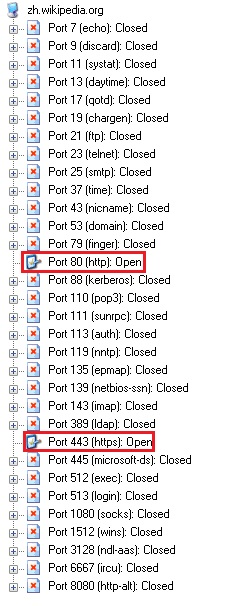 zh.wikipedia.org
Port 7 (echo): Closed
Port 9 (discard): Closed
Port 11 (systat): Closed
Port 13 (daytime): Closed
Port 17 (qotd): Closed
Port 19 (chargen): Closed
Port 21 (ftp): Closed
Port 23 (telnet): Closed
Port 25 (smtp): Closed
Port 37 (time): Closed
Port 43 (nicname): Closed
Port 53 (domain): Closed
Port 79 (finger): Closed
Port 80 (http): Open
Port 88 (kerberos): Closed
Port 110 (pop3): Closed
Port 111 (sunrpc): Closed
Port 113 (auth): Closed
Port 119 (nntp): Closed
Port 135 (epmap): Closed
Port 139 (netbios-ssn): Closed
Port 143 (imap): Closed
Port 389 (ldap): Closed
Port 443 (https): Open
Port 445 (microsoft-ds): Closed
Port 512 (exec): Closed
Port 513 (login): Closed
Port 1080 (socks): Closed
Port 1512 (wins): Closed
Port 3128 (ndl-aas): Closed
Port 6667 (ircu): Closed
Port 8080 (http-alt): Closed